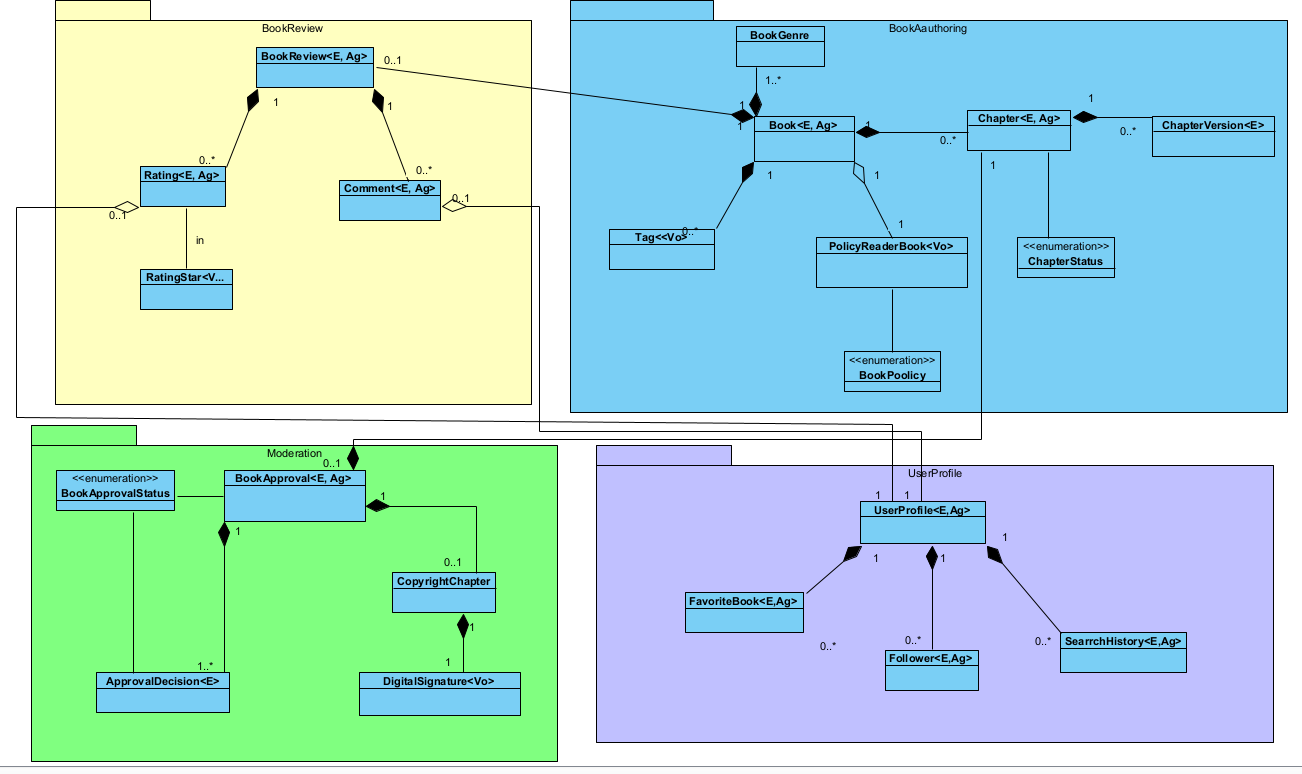 BookReview
BookReview<E, Ag>
0..1
1
1
0..*
0..*
Rating<E, Ag>
Comment<E, Ag>
0..1
0..1
in
RatingStar<V...
BookAauthoring
BookGenre
1..*
1
1
Book<E, Ag>
1
0..*
Chapter<E, Ag>
1
0..*
ChapterVersion<E>
1
1
1
0..*
Tag<<Vo>
1
PolicyReaderBook<Vo>
<<enumeration>>
ChapterStatus
<<enumeration>>
BookPoolicy
Moderation
0..1
<<enumeration>>
BookApprovalStatus
BookApproval<E, Ag>
1
1
0..1
CopyrightChapter
1
1..*
1
ApprovalDecision<E>
DigitalSignature<Vo>
UserProfile
1
1
UserProfile<E,Ag>
1
1
1
FavoriteBook<E,Ag>
0..*
0..*
0..*
Follower<E,Ag>
SearrchHistory<E,Ag>